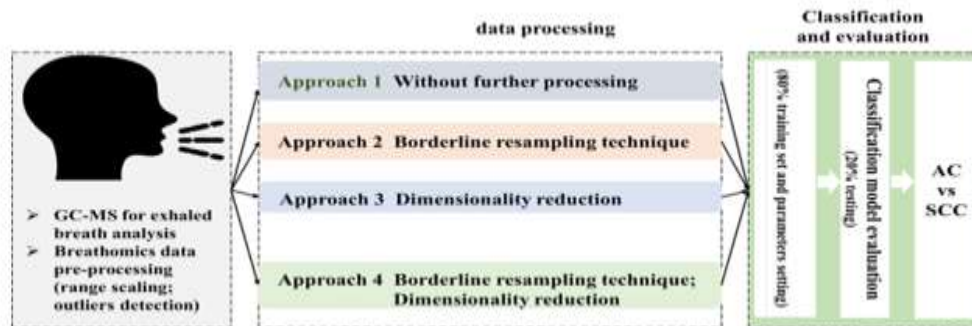 data processing
Classification
and evaluation
Approach 1 Without further processing
Approach 2 Borderline resampling technique
Approach 3 Dimensionality reduction
Approach 4 Borderline resampling technique;
Dimensionality reduction
➢ GC-MS for exhaled
breath analysis
➢ Breathomics data
pre-processing
(range scaling;
outliers detection)
(80% training set and parameters setting)
Classification model evaluation
(20% testing)
AC
vs
SCC